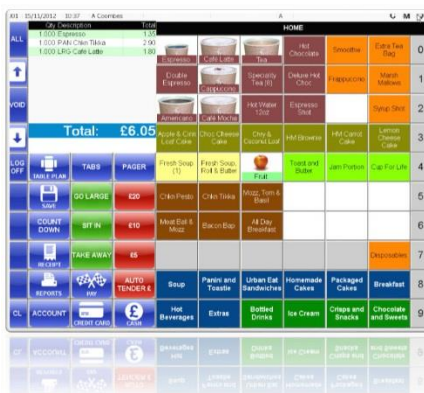 X01 15/11/2012 10:37 A Coombes A
Qty Description Total HOME
ALL 1.000 Espresso 1.35
1.000 PAN Chkn Tikka 2.90
1.000 LRG Cafe Latte 1.80
Espresso Café Latte Tea Hot Chocolate Smoothie Extra Tea Bag 0
Double Espresso Cappucono Speciality Tea (6) Deluxe Hot Choc Frappuccino Marsh Mallows 1
VOID Americano Café Moche Hot Water 12oz Espresso Shot Syrup Shot 2
Total: £6.05 Apple & Cini Loaf Cake Choc Cheese Cake Chry & Coconut Loaf HM Brownie HM Carrot Cake Lemon Cheese Cake 3
LOG OFF TABLE PLAN TABS PAGER Fresh Soup (1) Fresh Soup, Roll & Butter Fruit Toast and Butter Jam Portion Cup For Life 4
SAVE GO LARGE £20 Chkn Pesto Chkn Tikka Mozz, Tom & Basil 5
COUNT DOWN SIT IN £10 Meat Ball & Mozz Bacon Bap All Day Breakfast 6
RECEIPT TAKE AWAY £5 Disposables 7
REPORTS PAY AUTO TENDER £ Soup Panini and Toastie Urban Eat Sandwiches Homemade Cakes Packaged Cakes Breakfast 8
CL ACCOUNT CREDIT CARD CASH Hot Beverages Extras Bottled Drinks Ice Cream Crisps and Snacks Chocolate and Sweets 9